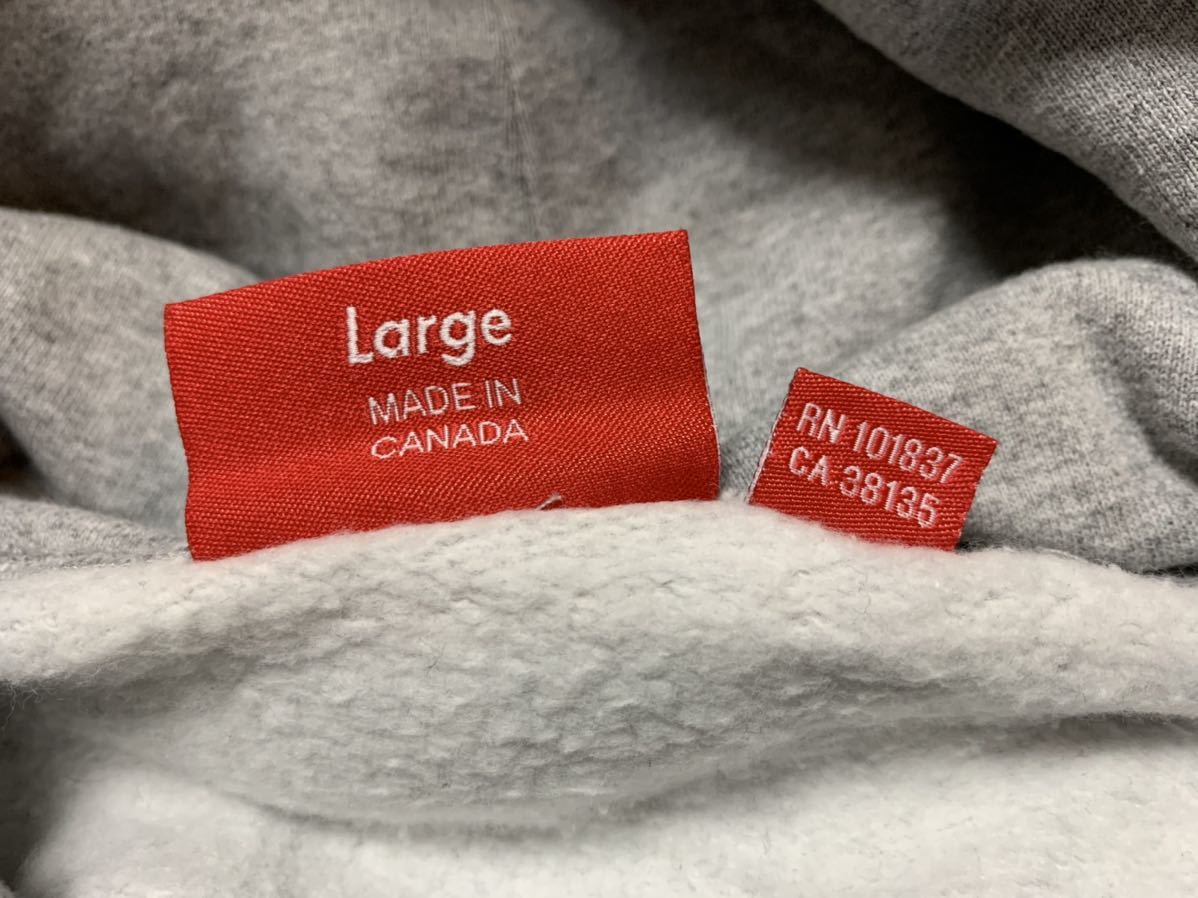 Large
MADE IN
CANADA
RN 101837
CA 38135